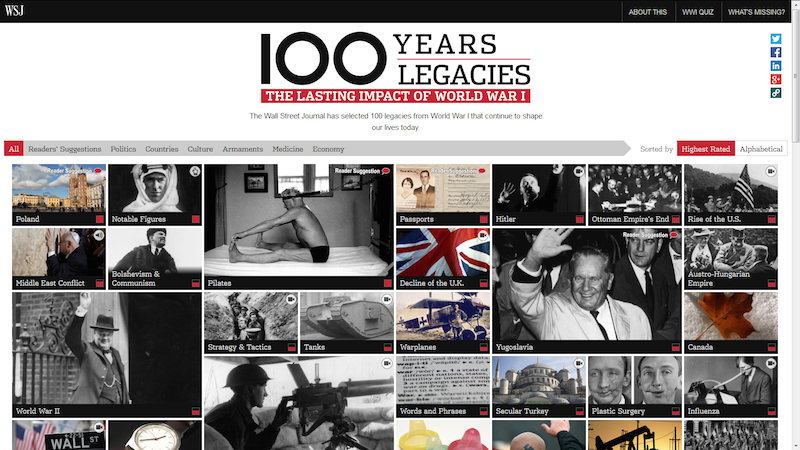 WSJ
ABOUT THIS
WWI QUIZ
WHAT'S MISSING?
100 YEARS
LEGACIES
THE LASTING IMPACT OF WORLD WAR I
The Wall Street Journal has selected 100 legacies from World War I that continue to shape
our lives today.
All
Readers' Suggestions
Politics
Countries
Culture
Armaments
Medicine
Economy
Sorted by
Highest Rated
Alphabetical
Reader Suggestion
Poland
Notable Figures
Reader Suggestion
Pilates
Reader Suggestion
Passports
Hitler
Ottoman Empire's End
Rise of the U.S.
Middle East Conflict
Bolshevism &
Communism
Decline of the U.K.
Reader Suggestion
Yugoslavia
Austro-Hungarian
Empire
World War II
Strategy & Tactics
Tanks
Warplanes
Canada
Words and Phrases
Secular Turkey
Plastic Surgery
Influenza
WALL ST